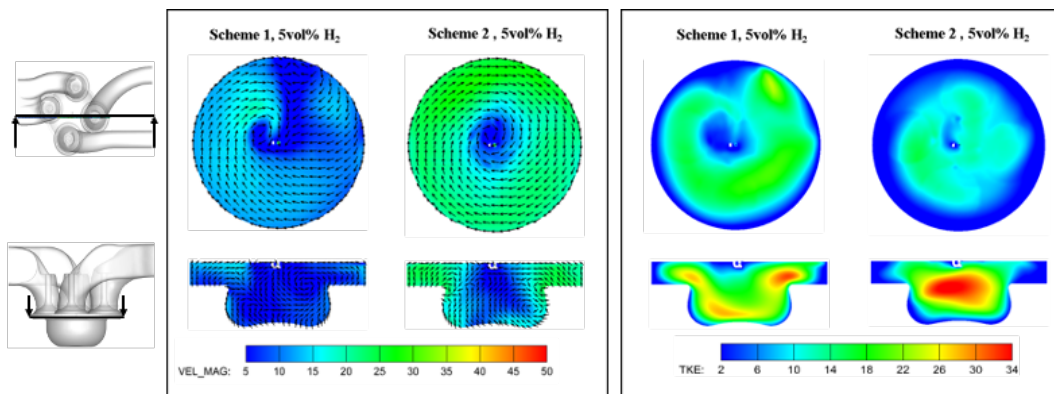 Scheme 1, 5vol% H₂
Scheme 2 , 5vol% H₂
VEL_MAG: 5 10 15 20 25 30 35 40 45 50
Scheme 1, 5vol% H₂
Scheme 2 , 5vol% H₂
TKE: 2 6 10 14 18 22 26 30 34